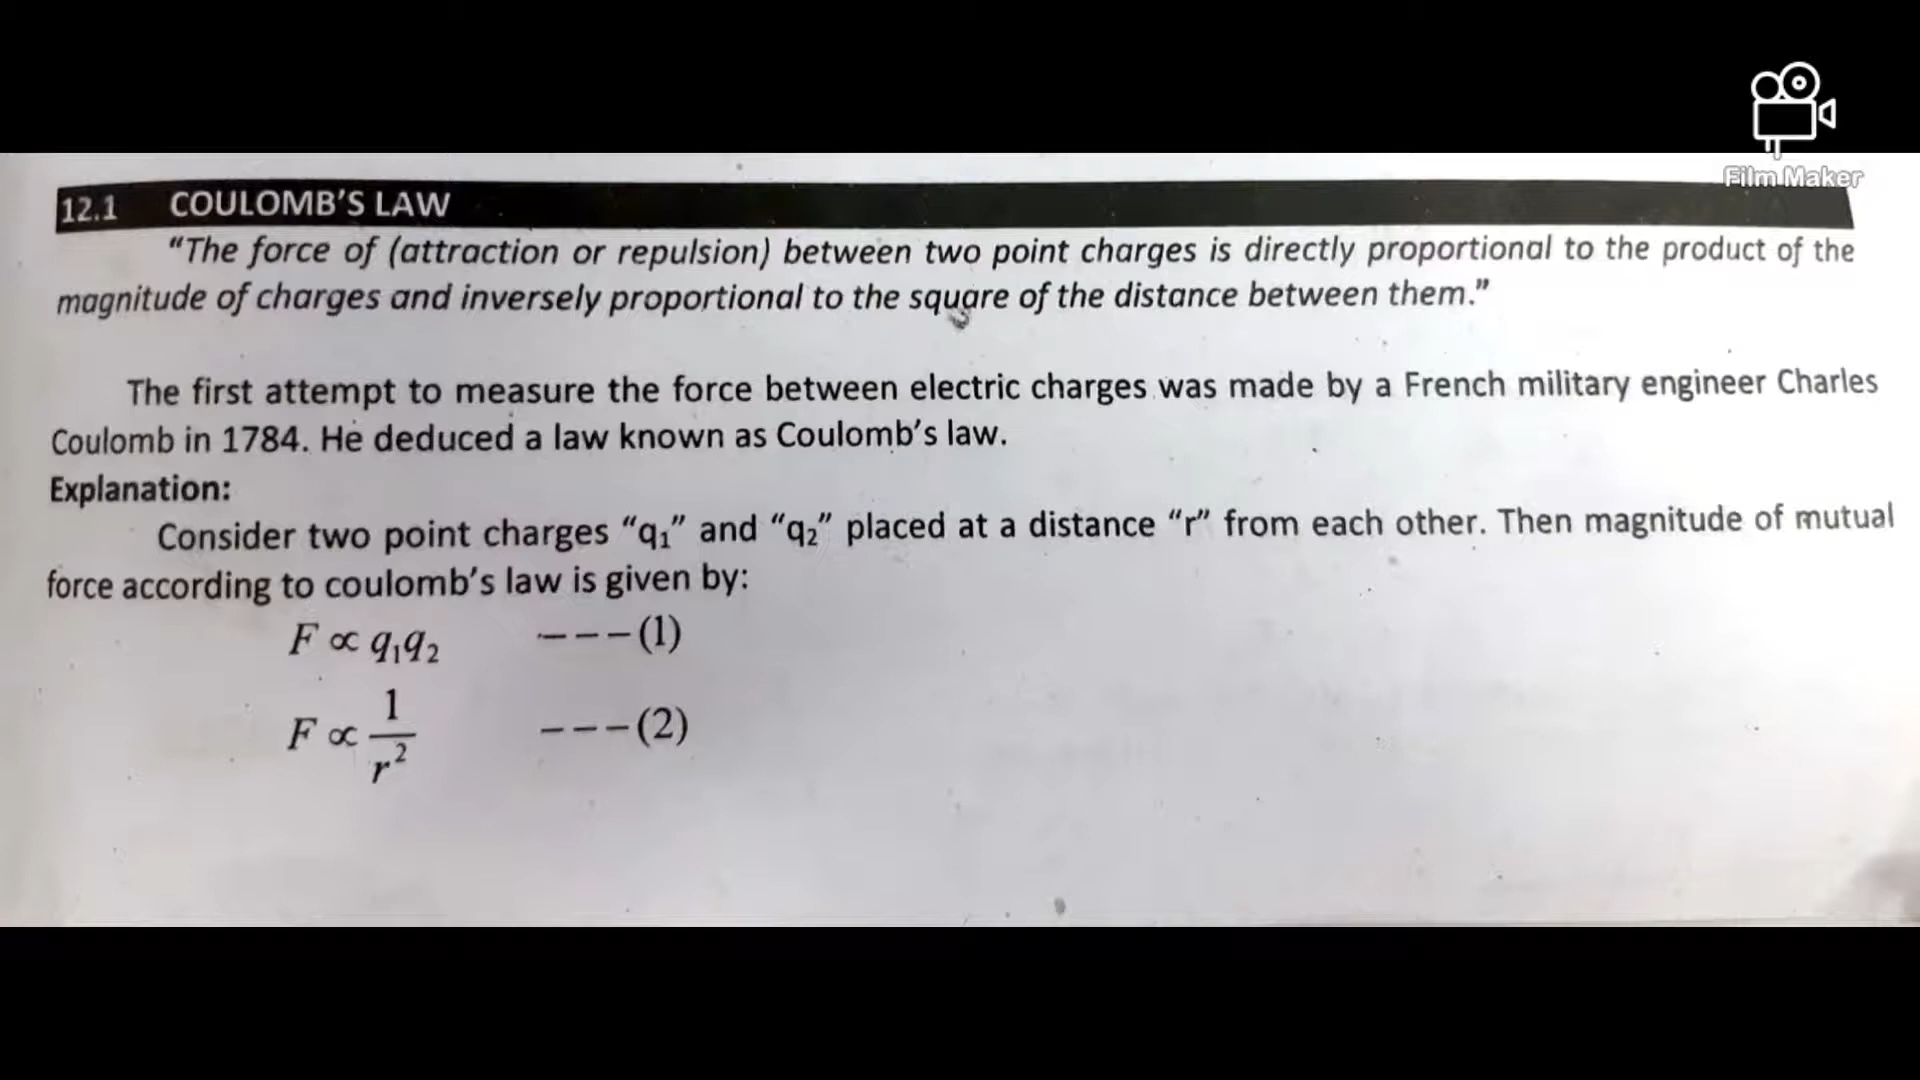 Film Maker
12.1 COULOMB'S LAW
"The force of (attraction or repulsion) between two point charges is directly proportional to the product of the
magnitude of charges and inversely proportional to the square of the distance between them."
The first attempt to measure the force between electric charges was made by a French military engineer Charles
Coulomb in 1784. He deduced a law known as Coulomb's law.
Explanation:
Consider two point charges "q₁" and "q₂" placed at a distance "r" from each other. Then magnitude of mutual
force according to coulomb's law is given by:
F ∝ q₁q₂ ---(1)
F ∝ 1/r² ---(2)